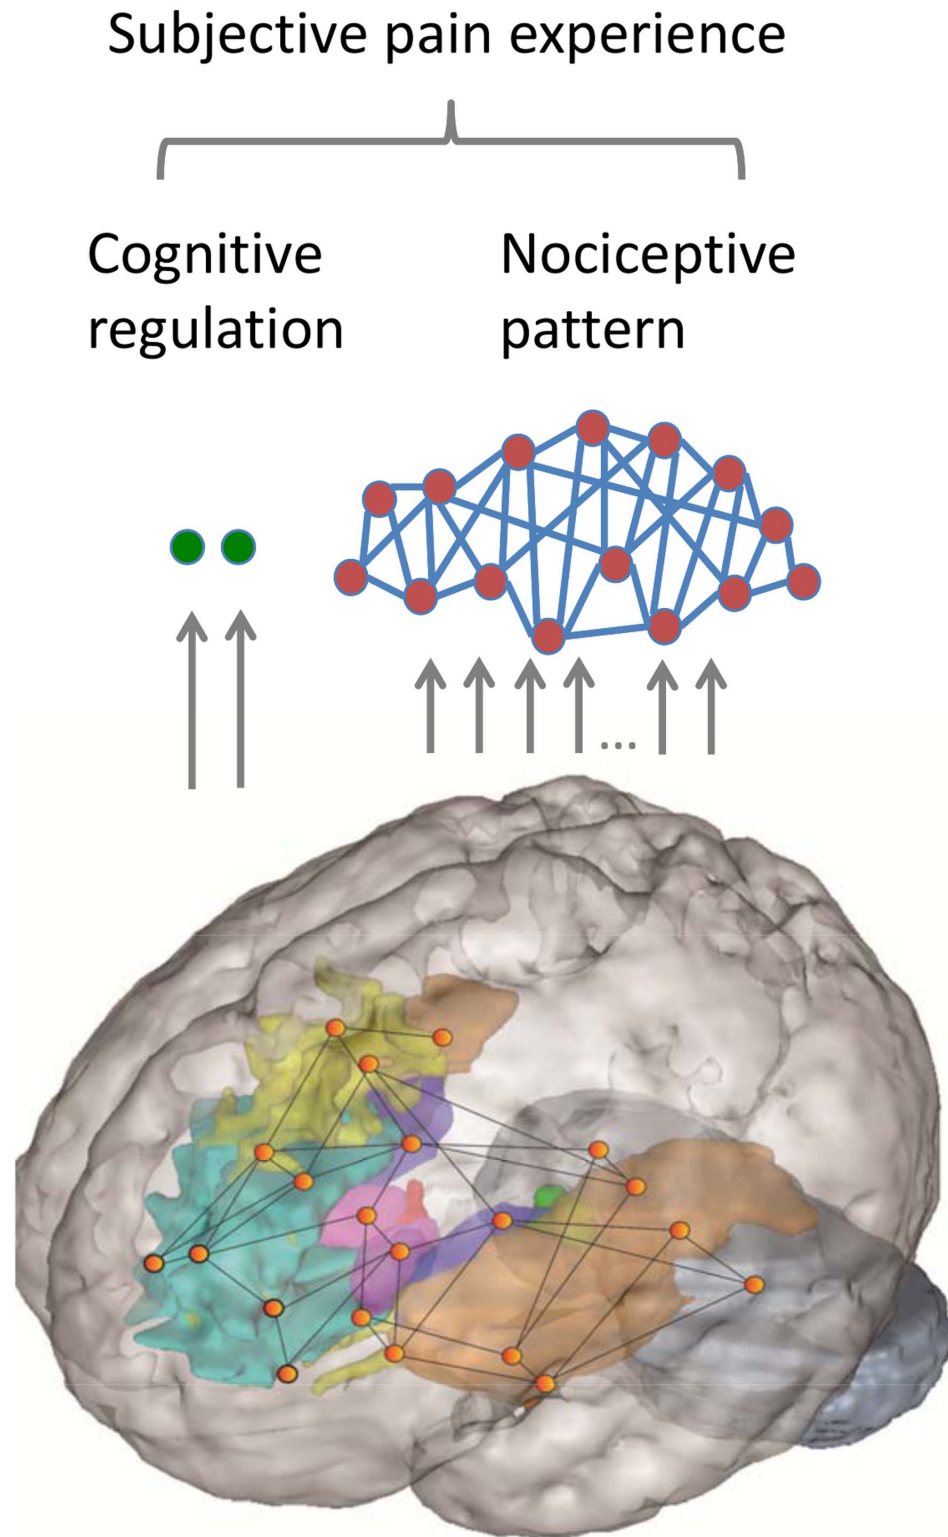 Subjective pain experience
Cognitive
regulation
Nociceptive
pattern
...